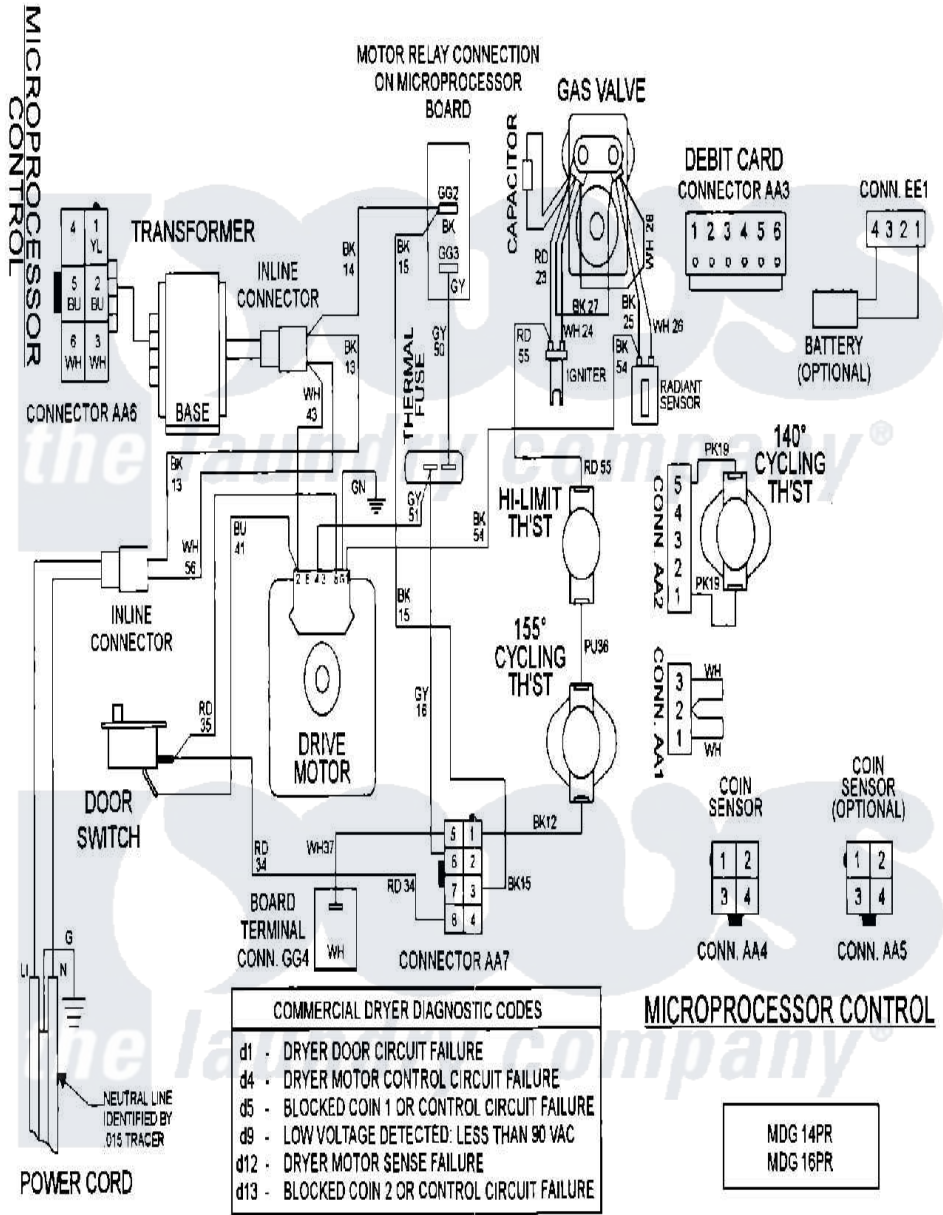 MICROPROCESSOR
CONTROL
MOTOR RELAY CONNECTION
ON MICROPROCESSOR
BOARD
GAS VALVE
CAPACITOR
DEBIT CARD
CONNECTOR AA3
1 2 3 4 5 6
CONN. EE1
4 3 2 1
BATTERY
(OPTIONAL)
4 1
YL
5 2
BU BU
6 3
WH WH
CONNECTOR AA6
TRANSFORMER
BASE
INLINE
CONNECTOR
BK
14
BK
13
WH
43
BK
15
GG2
BK
GG3
GY
GY
50
THERMAL
FUSE
RD
23
BK 27
WH 24
RD
55
IGNITER
WH 28
BK
25
WH 26
BK
54
RADIANT
SENSOR
the laundry company®
BK
13
WH
56
BU
41
GN
GY
51
BK
54
RD 55
HI-LIMIT
TH'ST
140°
CYCLING
TH'ST
PK19
PK19
CONN. AA2
5
4
3
2
1
INLINE
CONNECTOR
BK
15
155°
CYCLING
TH'ST
PU36
CONN. AA1
3
2
1
WH
WH
RD
35
DRIVE
MOTOR
GY
16
DOOR
SWITCH
RD
34
WH37
RD 34
BK12
BK15
5 1
6 2
7 3
8 4
CONNECTOR AA7
BOARD
TERMINAL
CONN. GG4
WH
COIN
SENSOR
1 2
3 4
CONN. AA4
COIN
SENSOR
(OPTIONAL)
1 2
3 4
CONN. AA5
MICROPROCESSOR CONTROL
L1
G
N
NEUTRAL LINE
IDENTIFIED BY
.015 TRACER
POWER CORD
the laundry company®
COMMERCIAL DRYER DIAGNOSTIC CODES
d1 - DRYER DOOR CIRCUIT FAILURE
d4 - DRYER MOTOR CONTROL CIRCUIT FAILURE
d5 - BLOCKED COIN 1 OR CONTROL CIRCUIT FAILURE
d9 - LOW VOLTAGE DETECTED: LESS THAN 90 VAC
d12 - DRYER MOTOR SENSE FAILURE
d13 - BLOCKED COIN 2 OR CONTROL CIRCUIT FAILURE
MDG 14PR
MDG 16PR